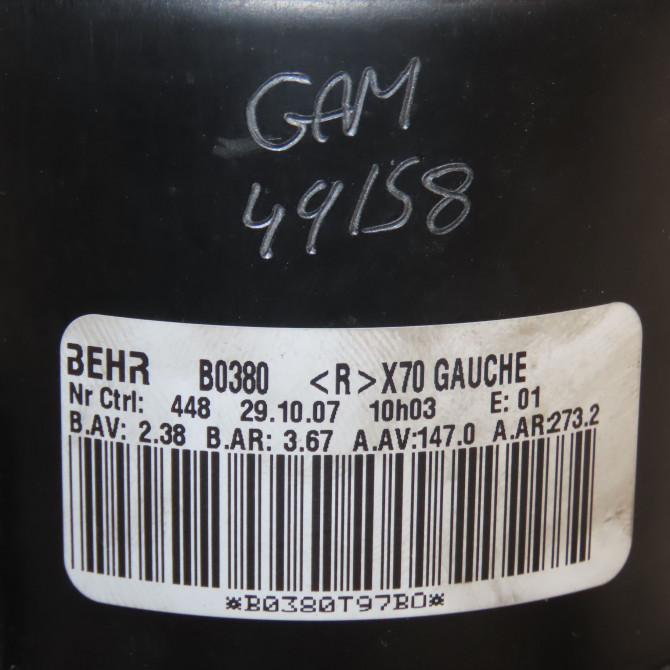 GAM
49158
BEHR B0380 <R>X70 GAUCHE
Nr Ctrl: 448 29.10.07 10h03 E: 01
B.AV: 2.38 B.AR: 3.67 A.AV:147.0 A.AR:273.2
*B0380T97B0*